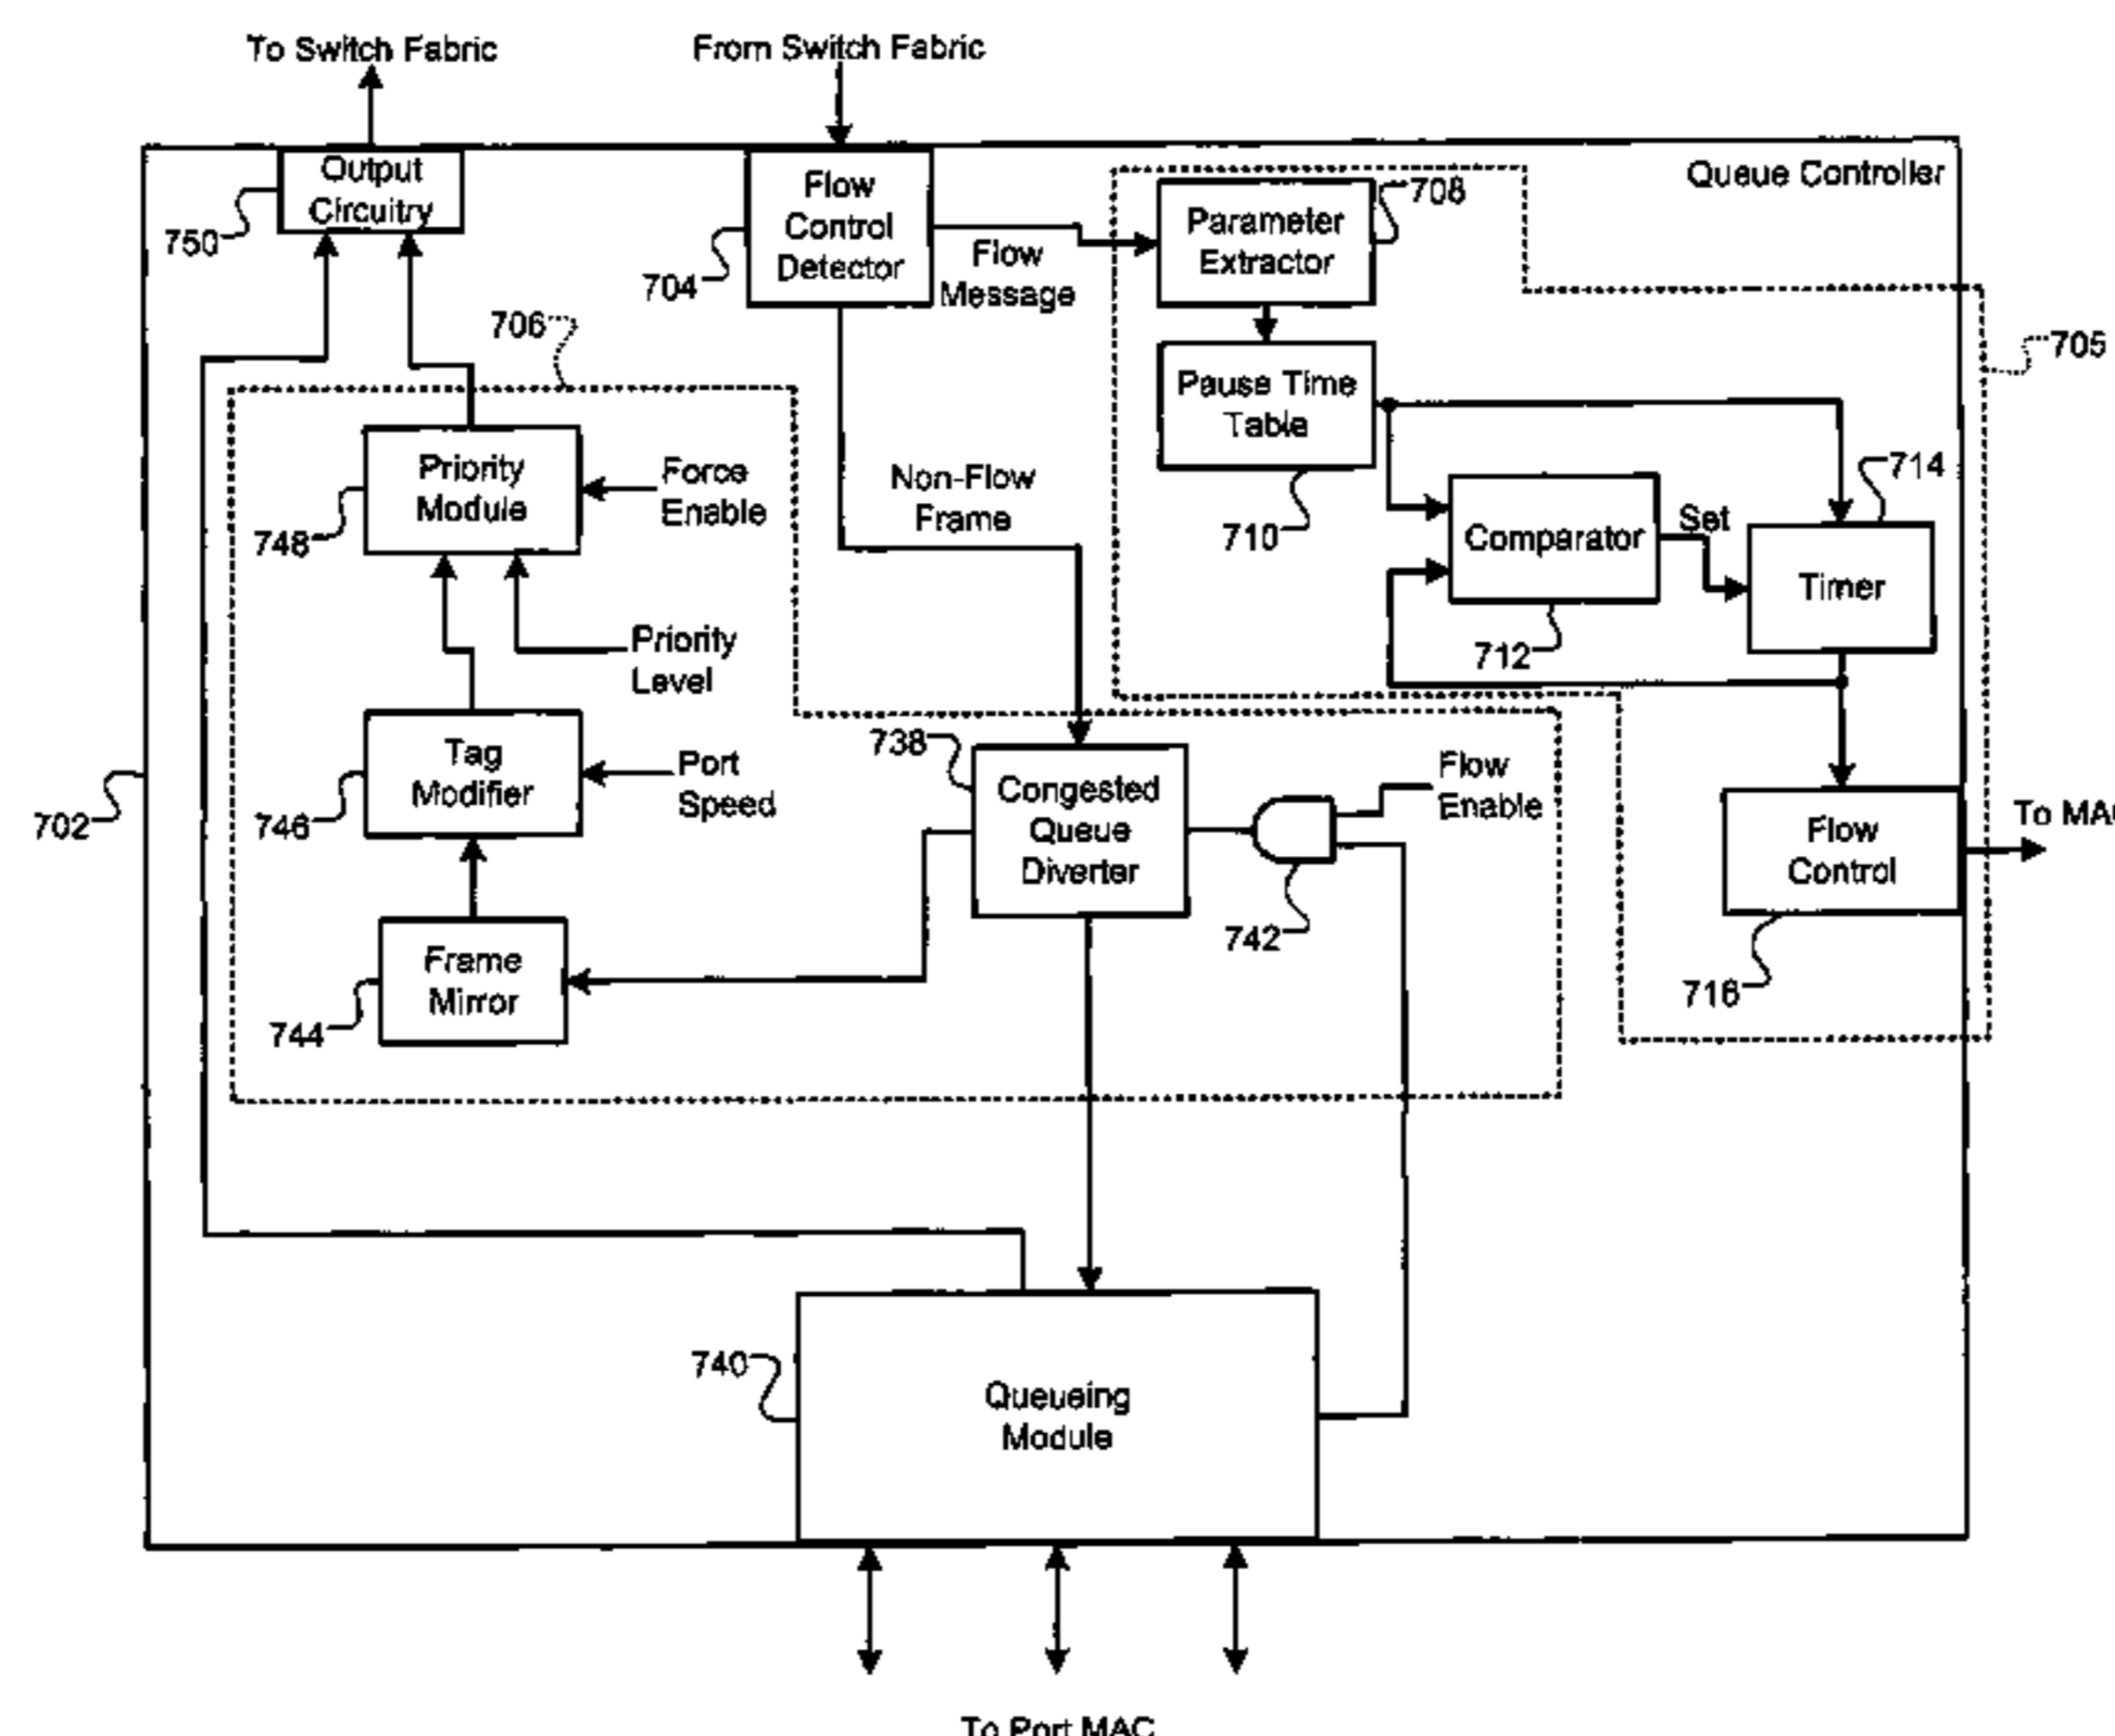 To Switch Fabric
From Switch Fabric
Queue Controller
Output
Circuitry
750
Flow
Control
Detector
704
Flow
Message
Parameter
Extractor
708
706
705
Pause Time
Table
710
Priority
Module
748
Force
Enable
Non-Flow
Frame
Comparator
712
Set
714
Timer
Priority
Level
738
Tag
Modifier
746
Port
Speed
702
Congested
Queue
Diverter
Flow
Enable
742
Flow
Control
To MAC
716
Frame
Mirror
744
740
Queueing
Module
To Port MAC